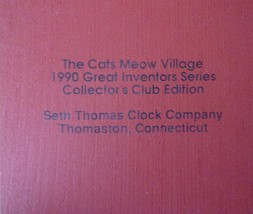 The Cats Meow Village
1990 Great Inventors Series
Collector's Club Edition
Seth Thomas Clock Company
Thomaston, Connecticut